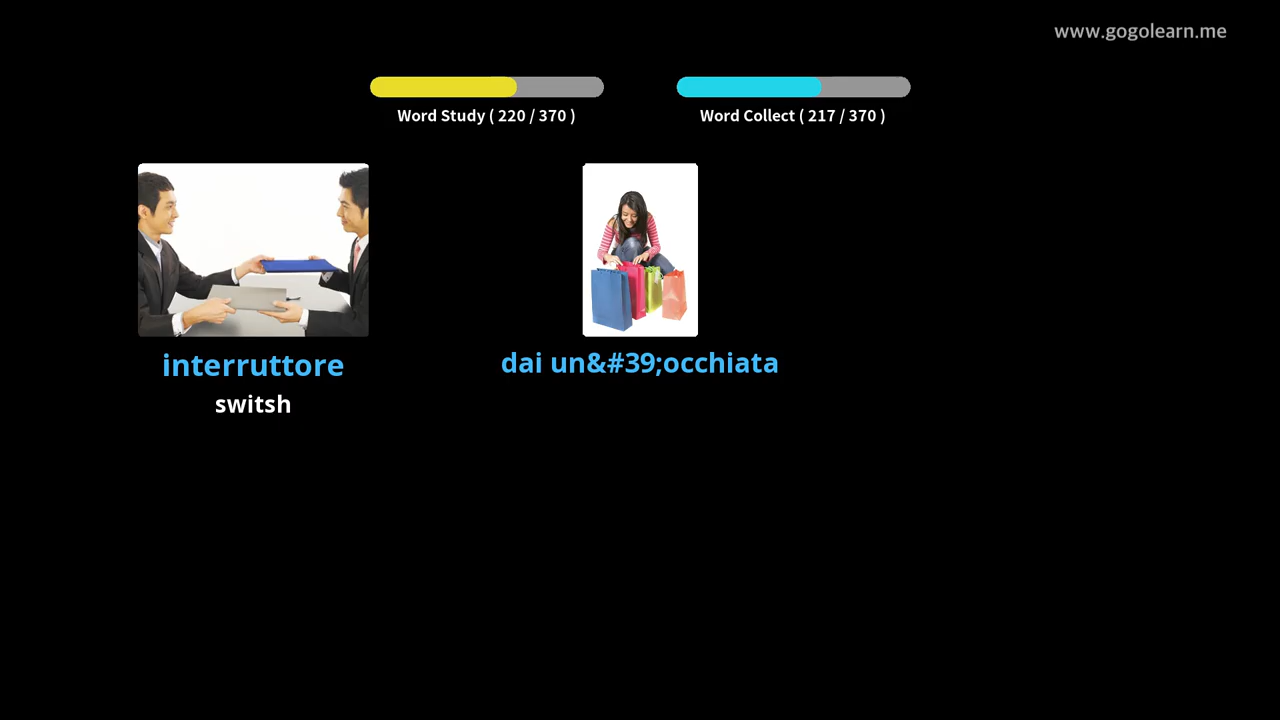 www.gogolearn.me
Word Study ( 220 / 370 )
Word Collect ( 217 / 370 )
interruttore
switsh
dai un&#39;occhiata